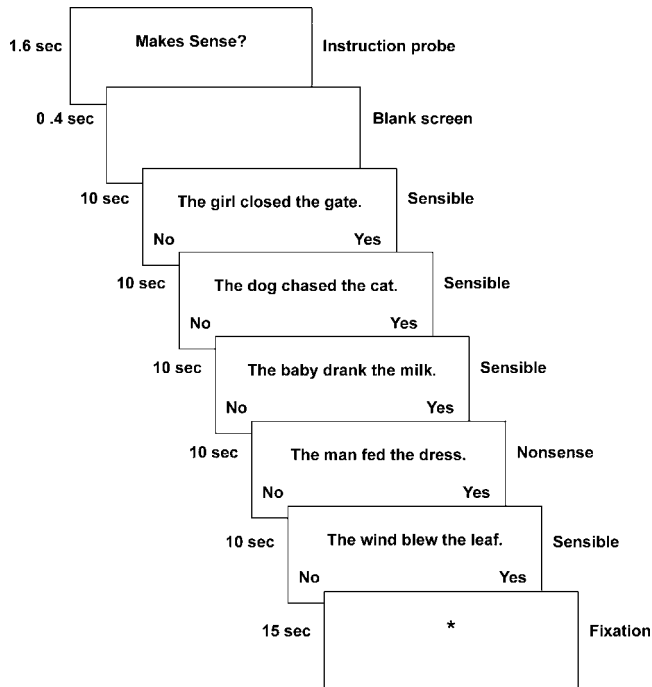 Makes Sense?
1.6 sec
Instruction probe
0 .4 sec
Blank screen
10 sec
The girl closed the gate.
Sensible
No Yes
10 sec
The dog chased the cat.
Sensible
No Yes
10 sec
The baby drank the milk.
Sensible
No Yes
10 sec
The man fed the dress.
Nonsense
No Yes
10 sec
The wind blew the leaf.
Sensible
No Yes
15 sec
*
Fixation